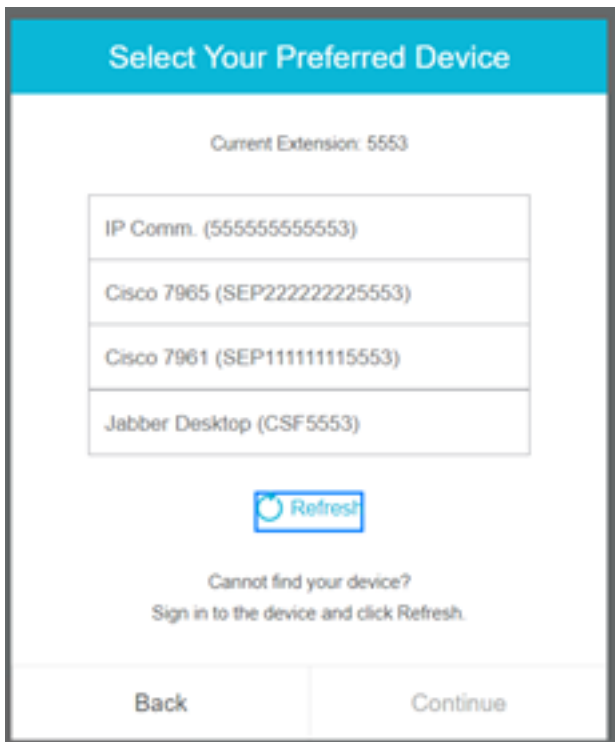 Select Your Preferred Device
Current Extension: 5553
IP Comm. (555555555553)
Cisco 7965 (SEP222222225553)
Cisco 7961 (SEP111111115553)
Jabber Desktop (CSF5553)
Refresh
Cannot find your device?
Sign in to the device and click Refresh.
Back
Continue